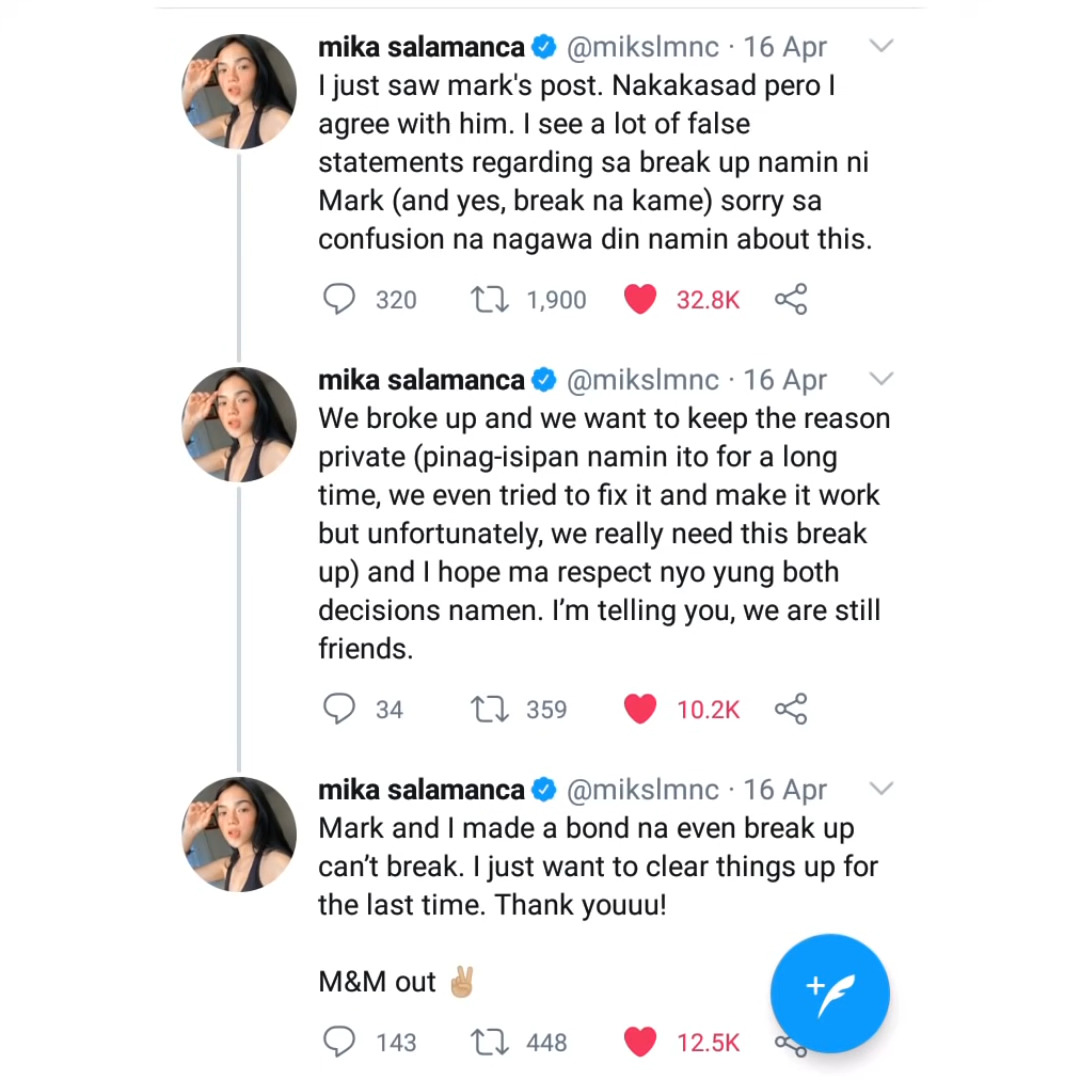 mika salamanca @mikslmnc · 16 Apr
I just saw mark's post. Nakakasad pero I
agree with him. I see a lot of false
statements regarding sa break up namin ni
Mark (and yes, break na kame) sorry sa
confusion na nagawa din namin about this.
320 1,900 32.8K
mika salamanca @mikslmnc · 16 Apr
We broke up and we want to keep the reason
private (pinag-isipan namin ito for a long
time, we even tried to fix it and make it work
but unfortunately, we really need this break
up) and I hope ma respect nyo yung both
decisions namen. I’m telling you, we are still
friends.
34 359 10.2K
mika salamanca @mikslmnc · 16 Apr
Mark and I made a bond na even break up
can’t break. I just want to clear things up for
the last time. Thank youuu!
M&M out ✌🏼
143 448 12.5K